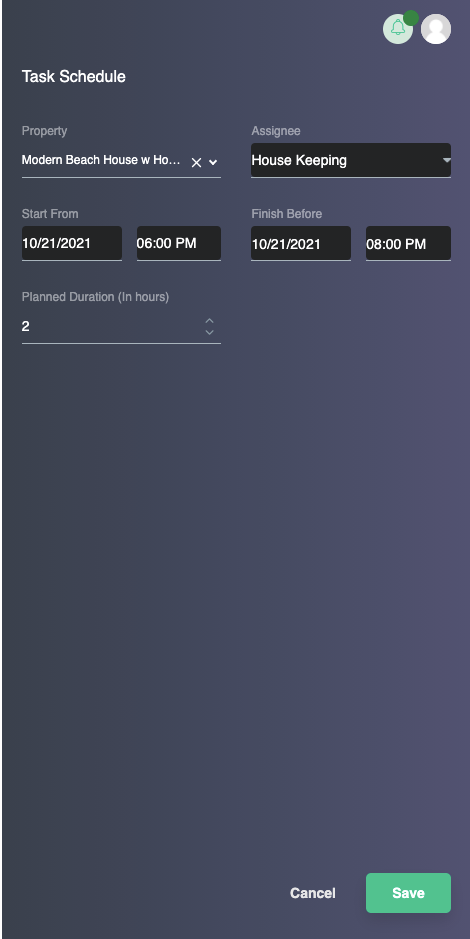 Task Schedule
Property
Assignee
Modern Beach House w Ho...
House Keeping
Start From
Finish Before
10/21/2021
06:00 PM
10/21/2021
08:00 PM
Planned Duration (In hours)
2
Cancel
Save